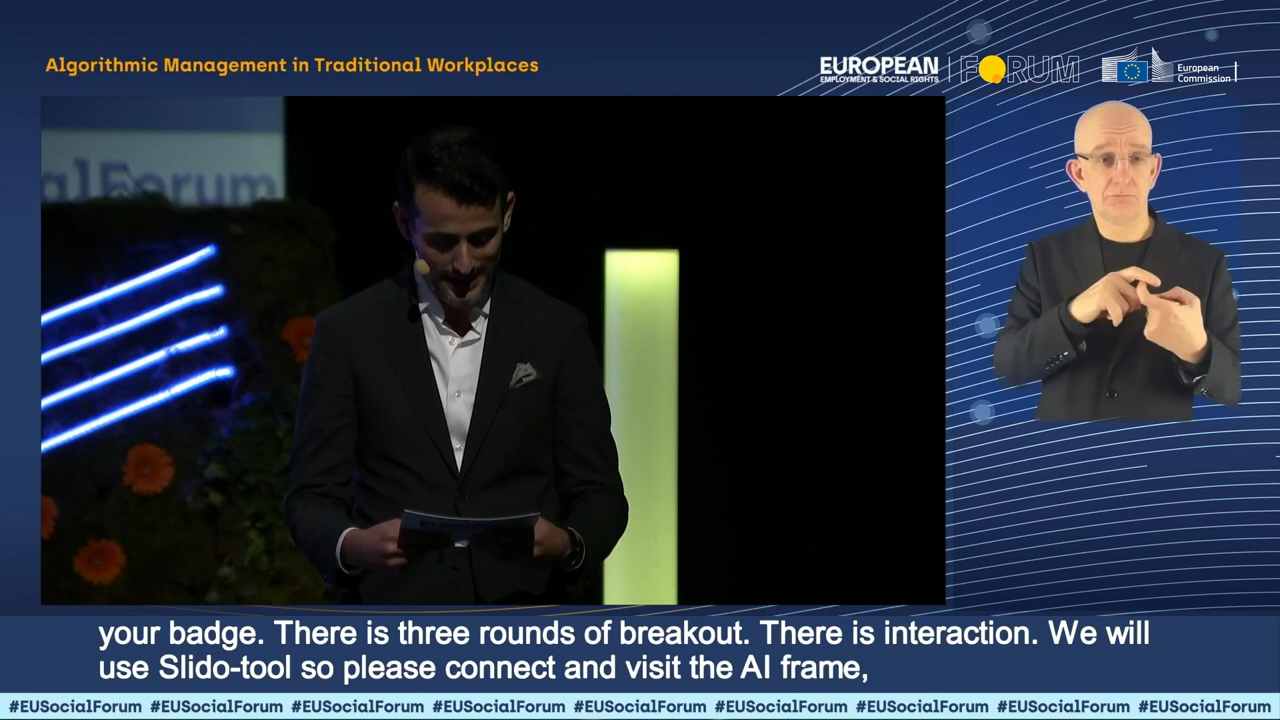 Algorithmic Management in Traditional Workplaces
EUROPEAN
EMPLOYMENT & SOCIAL RIGHTS
FORUM
European
Commission
alForum
your badge. There is three rounds of breakout. There is interaction. We will
use Slido-tool so please connect and visit the AI frame,
#EUSocialForum #EUSocialForum #EUSocialForum #EUSocialForum #EUSocialForum #EUSocialForum #EUSocialForum #EUSocialForum #EUSocialForum